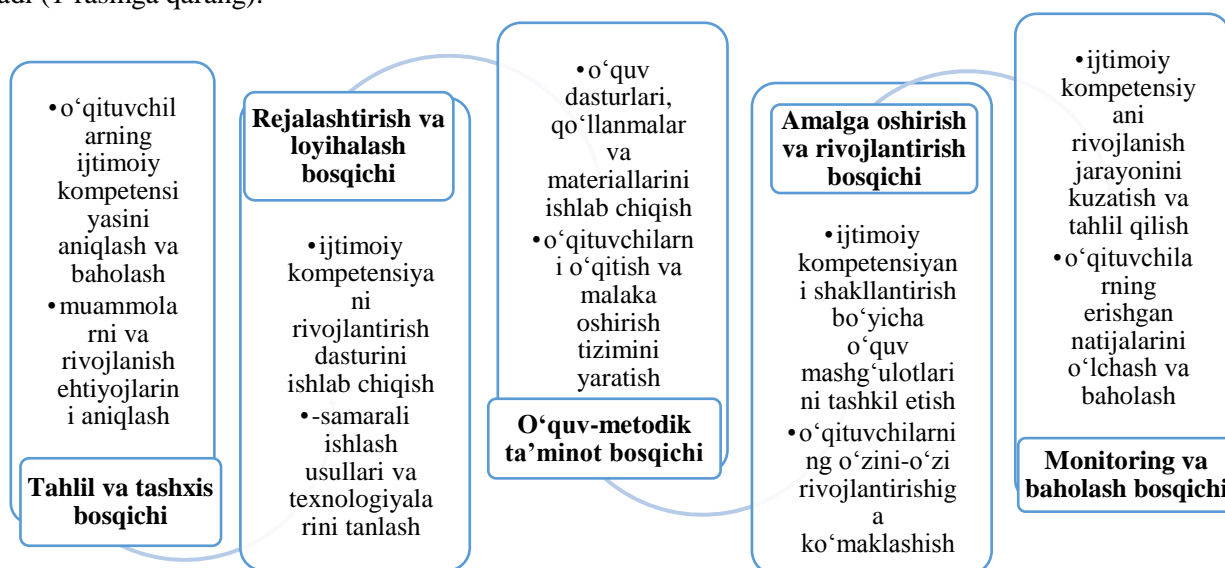 (1-rasmga qarang):
•o‘qituvchil
arning
ijtimoiy
kompetensi
yasini
aniqlash va
baholash
•muammola
rni va
rivojlanish
ehtiyojlarin
i aniqlash
Tahlil va tashxis
bosqichi
Rejalashtirish va
loyihalash
bosqichi
•ijtimoiy
kompetensiya
ni
rivojlantirish
dasturini
ishlab chiqish
•-samarali
ishlash
usullari va
texnologiyala
rini tanlash
•o‘quv
dasturlari,
qo‘llanmalar
va
materiallarini
ishlab chiqish
•o‘qituvchilarn
i o‘qitish va
malaka
oshirish
tizimini
yaratish
O‘quv-metodik
ta’minot bosqichi
Amalga oshirish
va rivojlantirish
bosqichi
•ijtimoiy
kompetensiyan
i shakllantirish
bo‘yicha
o‘quv
mashg‘ulotlari
ni tashkil etish
•o‘qituvchilarni
ng o‘zini-o‘zi
rivojlantirishig
a
ko‘maklashish
•ijtimoiy
kompetensiy
ani
rivojlanish
jarayonini
kuzatish va
tahlil qilish
•o‘qituvchila
rning
erishgan
natijalarini
o‘lchash va
baholash
Monitoring va
baholash bosqichi